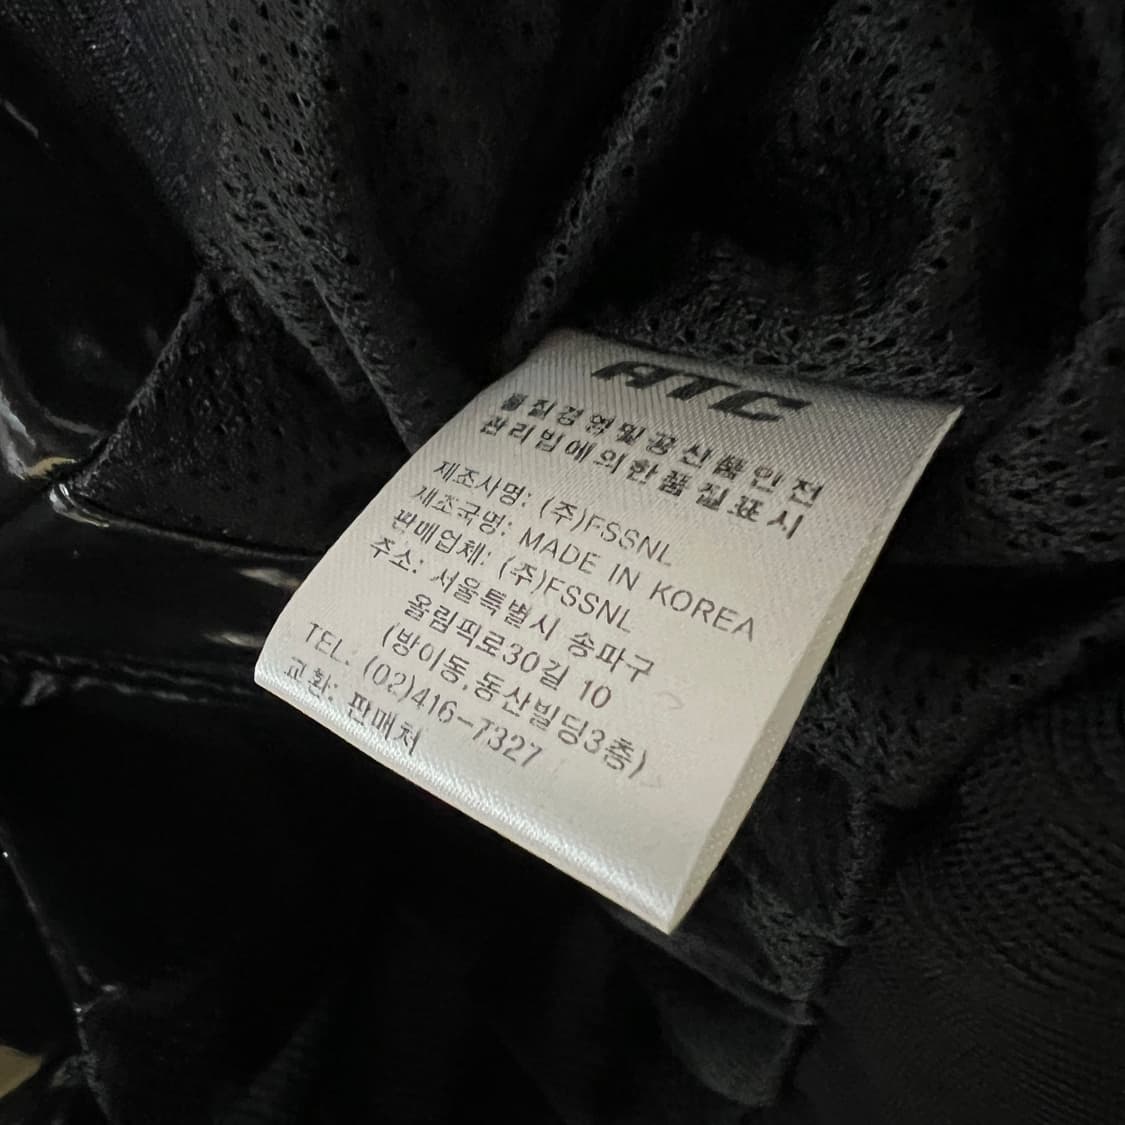 ATC
품질경영및공산품안전
관리법에의한품질표시
제조사명: (주)FSSNL
제조국명: MADE IN KOREA
판매업체: (주)FSSNL
주소: 서울특별시 송파구
올림픽로30길 10
(방이동,동산빌딩3층)
TEL: (02)416-7327
교환: 판매처